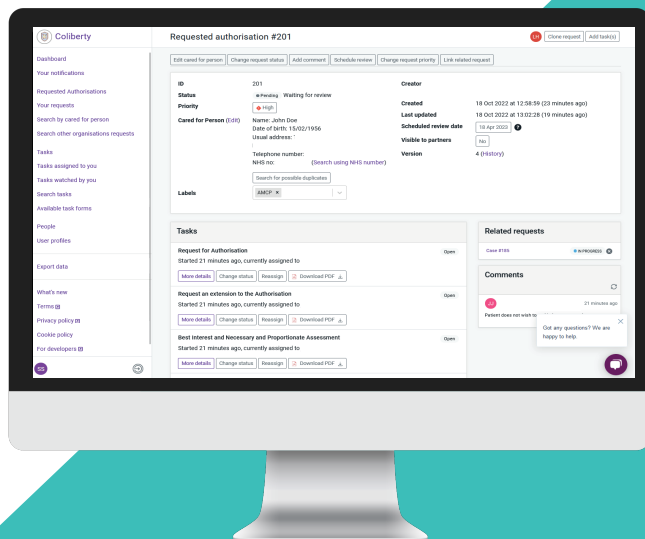 Coliberty
Dashboard
Your notifications
Requested Authorisations
Your requests
Search by cared for person
Search other organisations requests
Tasks
Tasks assigned to you
Tasks watched by you
Search tasks
Available task forms
People
User profiles
Export data
What's new
Terms
Privacy policy
Cookie policy
For developers
SS
Requested authorisation #201
LH Clone request Add task(s)
Edit cared for person Change request status Add comment Schedule review Change request priority Link related request
ID 201
Status Pending Waiting for review
Priority High
Cared for Person (Edit) Name: John Doe
Date of birth: 15/02/1956
Usual address:
Telephone number:
NHS no: (Search using NHS number)
Search for possible duplicates
Labels AMCP ×
Creator
Created 18 Oct 2022 at 12:58:59 (23 minutes ago)
Last updated 18 Oct 2022 at 13:02:28 (19 minutes ago)
Scheduled review date 18 Apr 2023 ?
Visible to partners No
Version 4 (History)
Tasks
Request for Authorisation Open
Started 21 minutes ago, currently assigned to
More details Change status Reassign Download PDF
Request an extension to the Authorisation Open
Started 21 minutes ago, currently assigned to
More details Change status Reassign Download PDF
Best Interest and Necessary and Proportionate Assessment Open
Started 21 minutes ago, currently assigned to
More details Change status Reassign Download PDF
Related requests
Case #185 IN PROGRESS
Comments
21 minutes ago
Patient does not wish to
Got any questions? We are
happy to help.